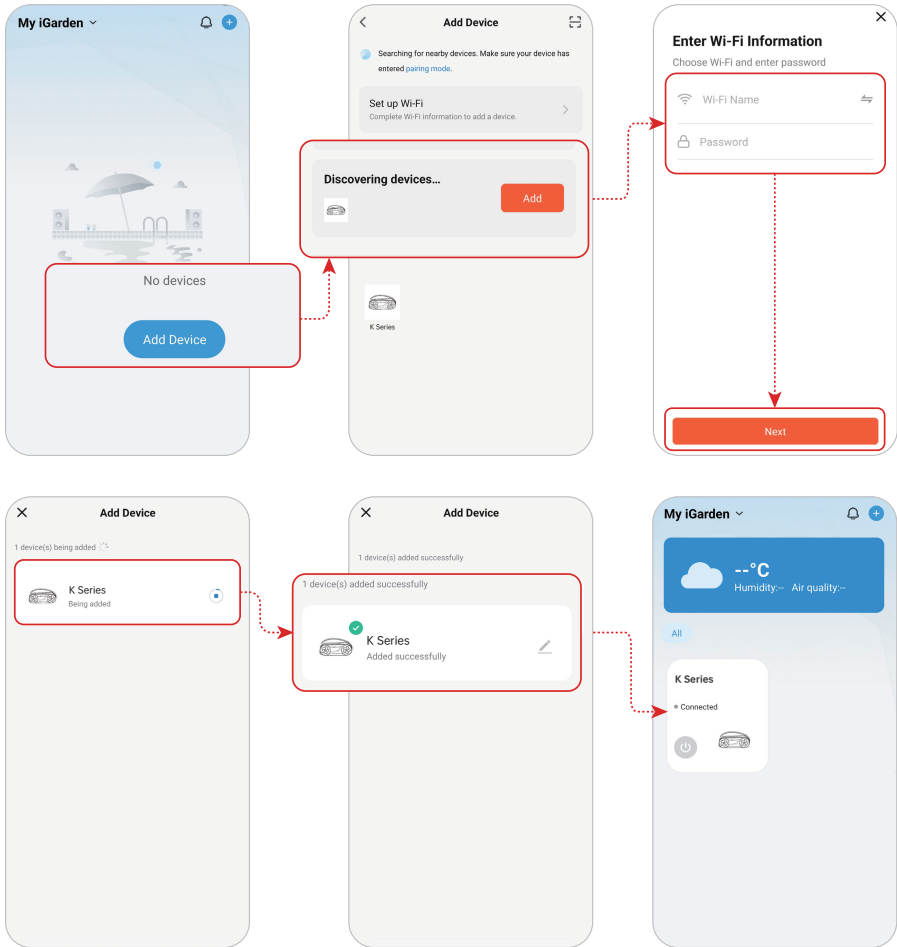 My iGarden
No devices
Add Device
Add Device
Searching for nearby devices. Make sure your device has
entered pairing mode.
Set up Wi-Fi
Complete Wi-Fi information to add a device.
Discovering devices...
Add
K Series
Enter Wi-Fi Information
Choose Wi-Fi and enter password
Wi-Fi Name
Password
Next
Add Device
1 device(s) being added
K Series
Being added
Add Device
1 device(s) added successfully
1 device(s) added successfully
K Series
Added successfully
My iGarden
--°C
Humidity:-- Air quality:--
All
K Series
Connected